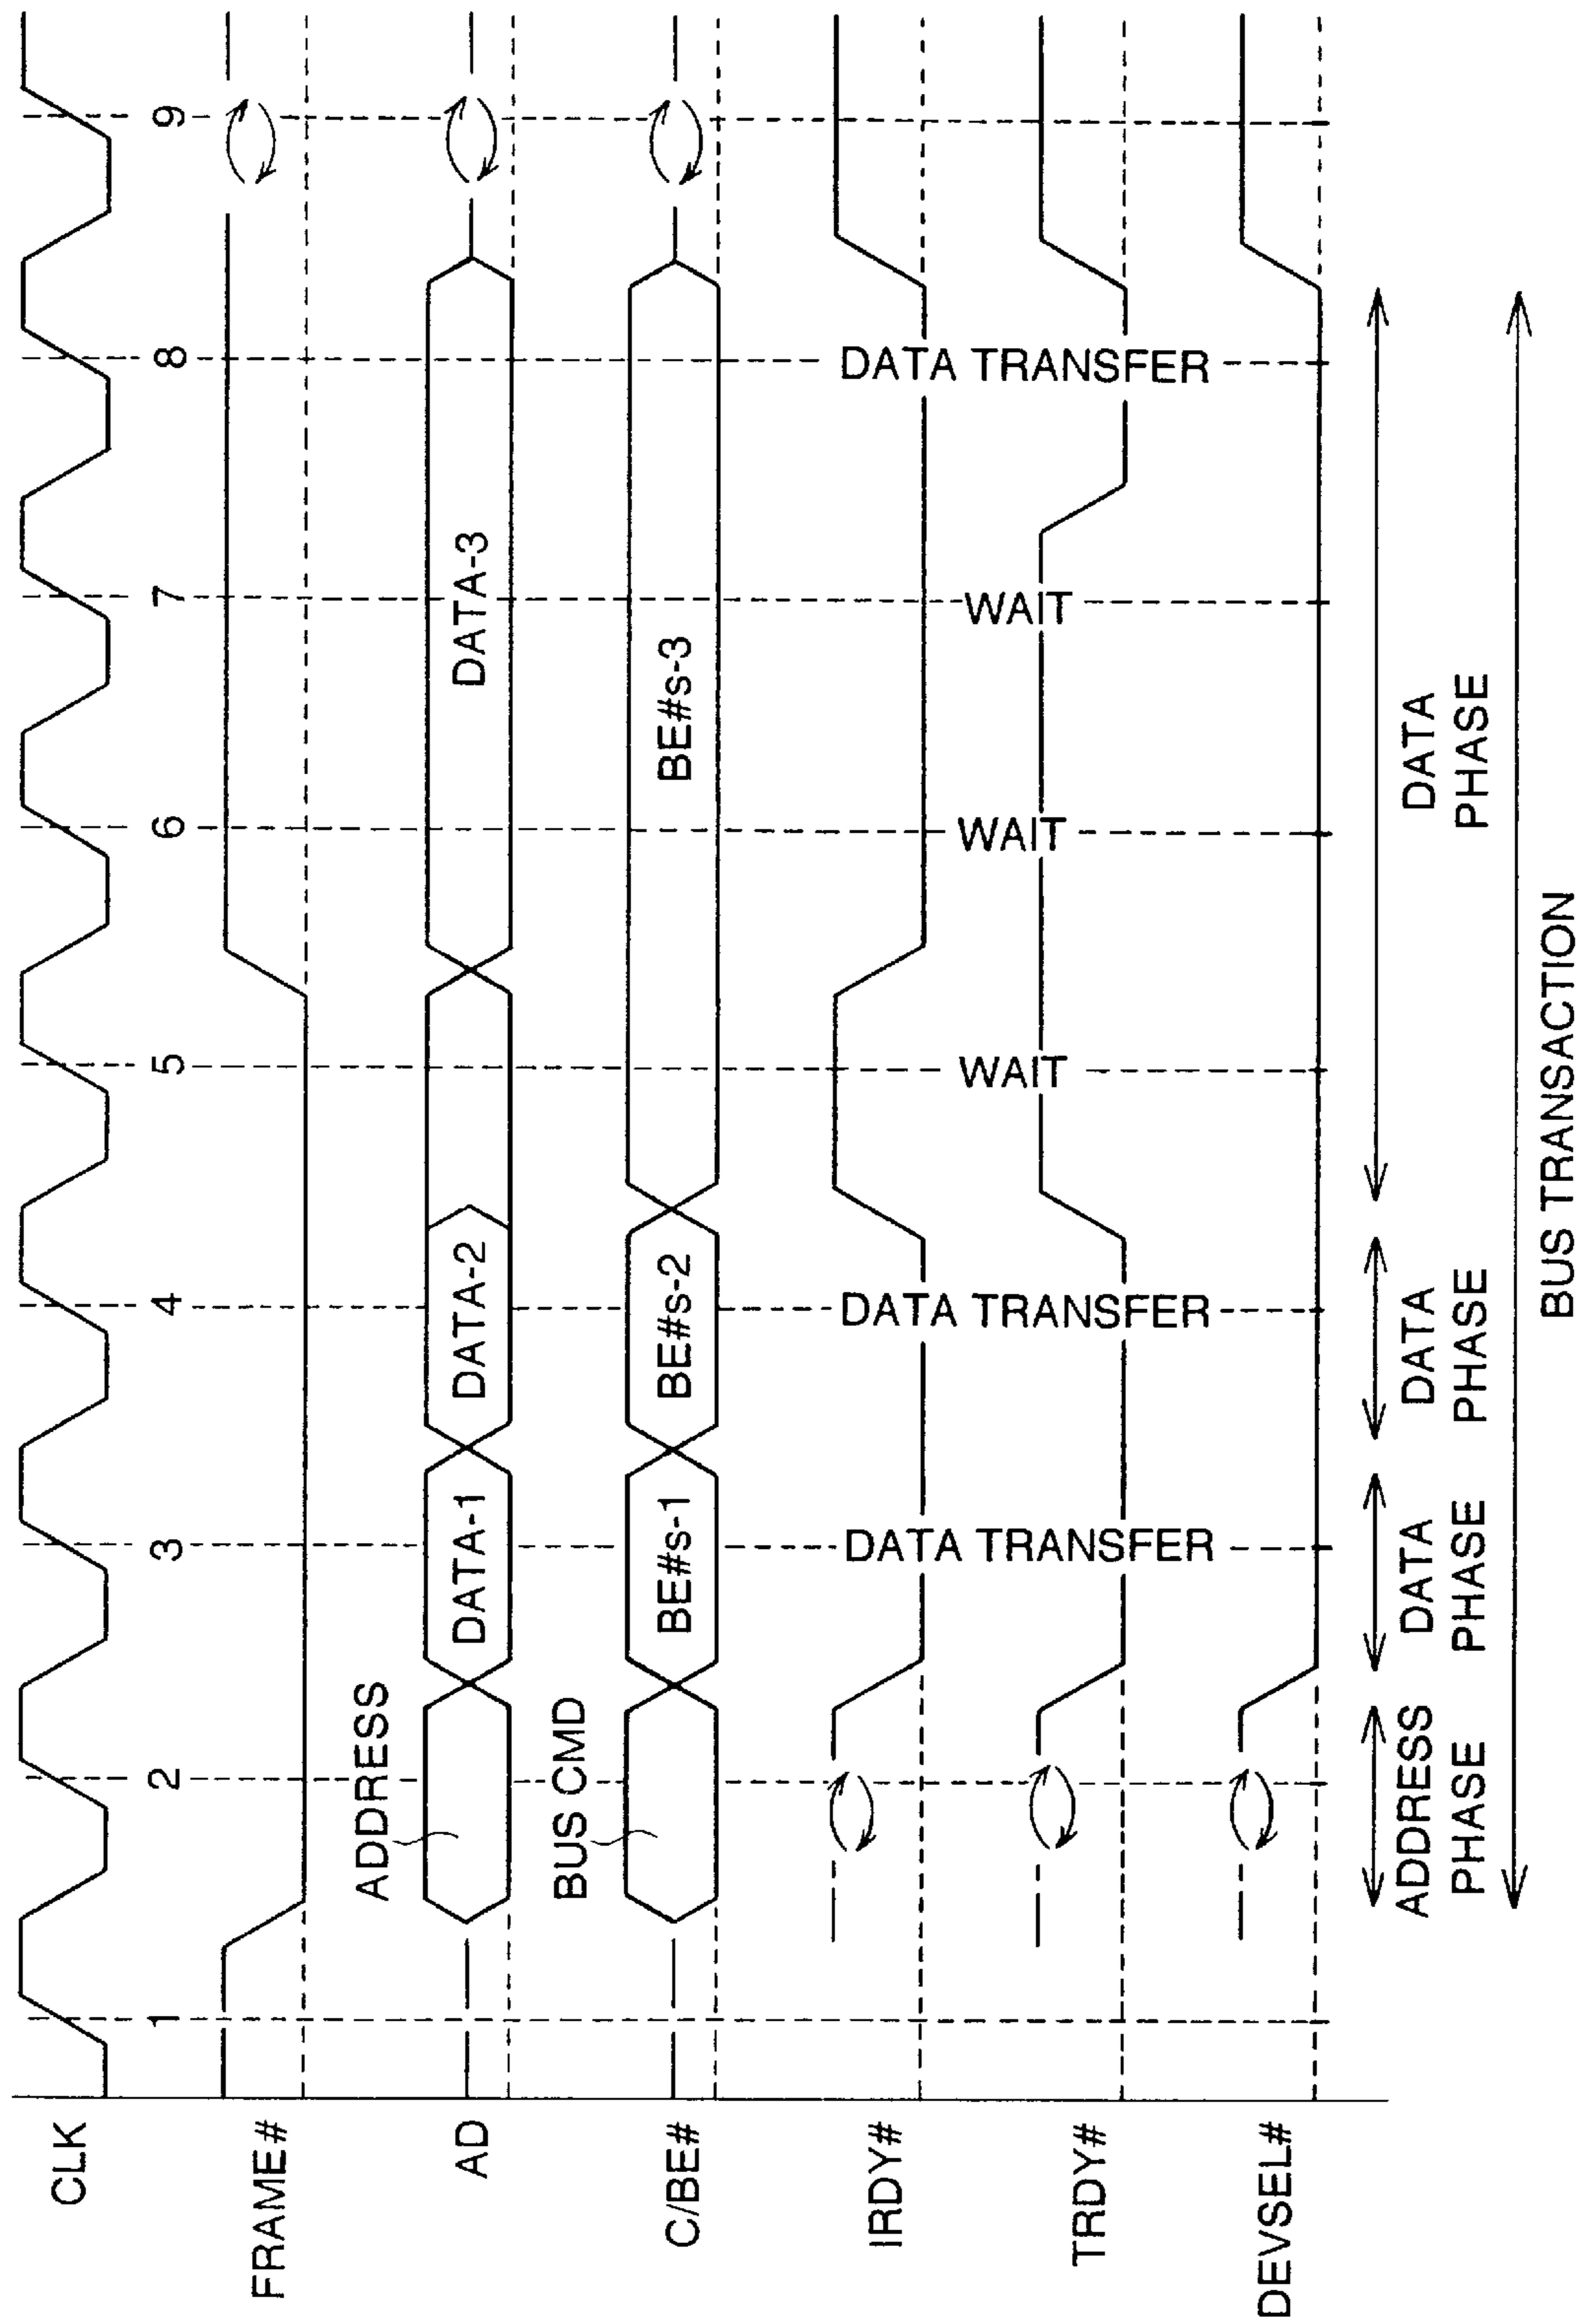 CLK
1
2
3
4
5
6
7
8
9
FRAME#
ADDRESS
AD
DATA-1
DATA-2
DATA-3
BUS CMD
C/BE#
BE#s-1
BE#s-2
BE#s-3
IRDY#
TRDY#
DATA TRANSFER
DATA TRANSFER
WAIT
WAIT
WAIT
DATA TRANSFER
DEVSEL#
ADDRESS
PHASE
DATA
PHASE
DATA
PHASE
DATA
PHASE
BUS TRANSACTION